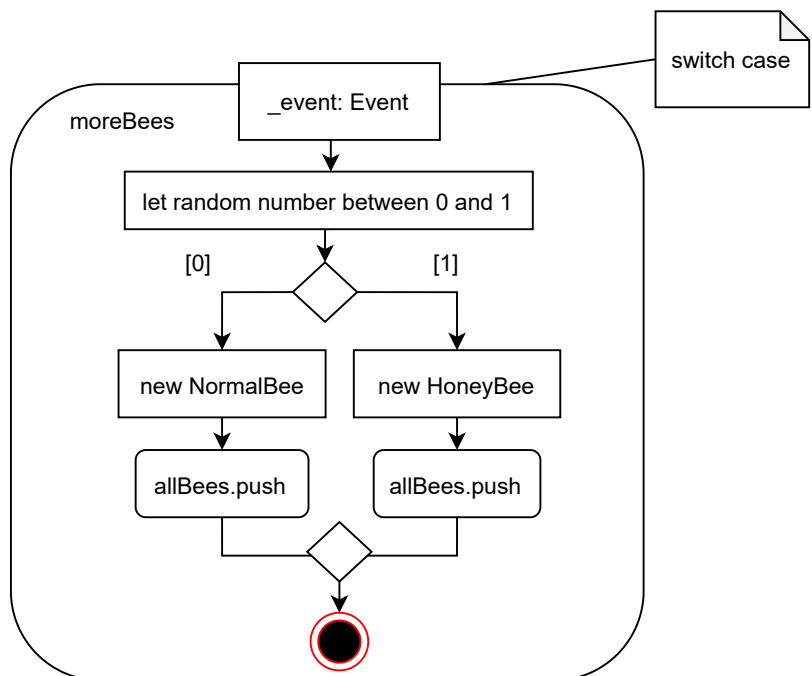 switch case
_event: Event
moreBees
let random number between 0 and 1
[0]
[1]
new NormalBee
new HoneyBee
allBees.push
allBees.push